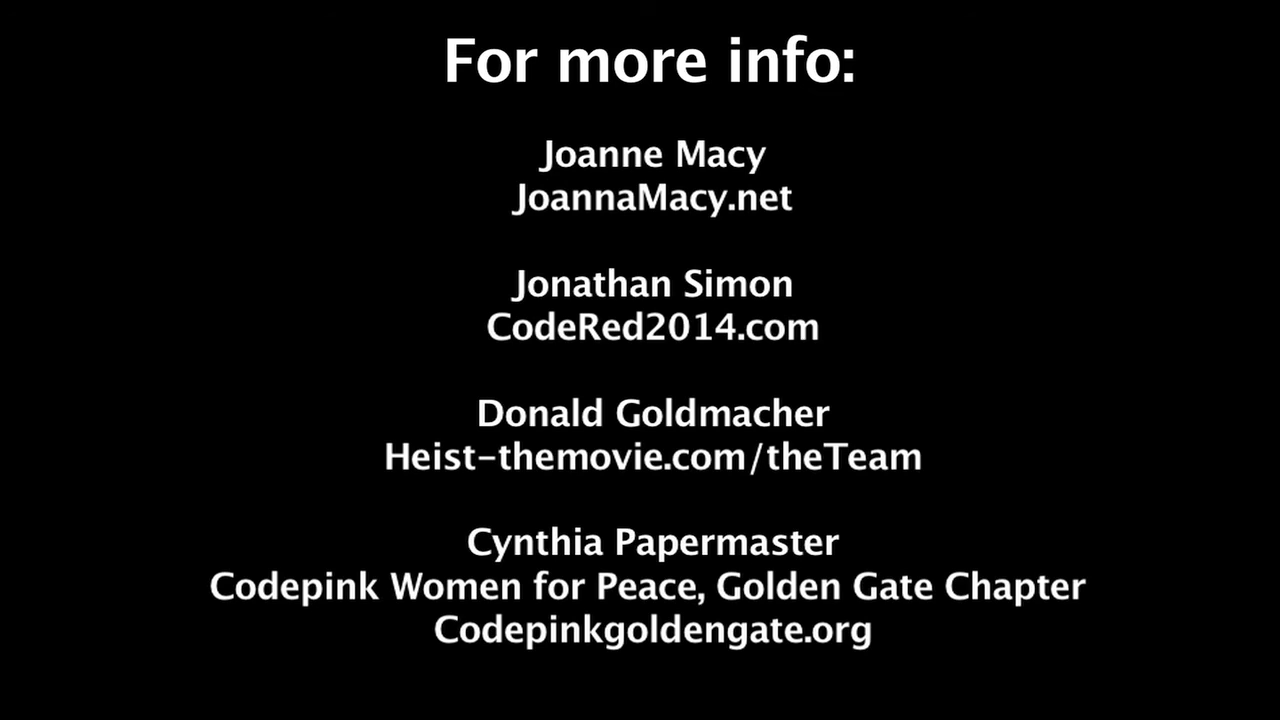 For more info:
Joanne Macy
JoannaMacy.net
Jonathan Simon
CodeRed2014.com
Donald Goldmacher
Heist-themovie.com/theTeam
Cynthia Papermaster
Codepink Women for Peace, Golden Gate Chapter
Codepinkgoldengate.org